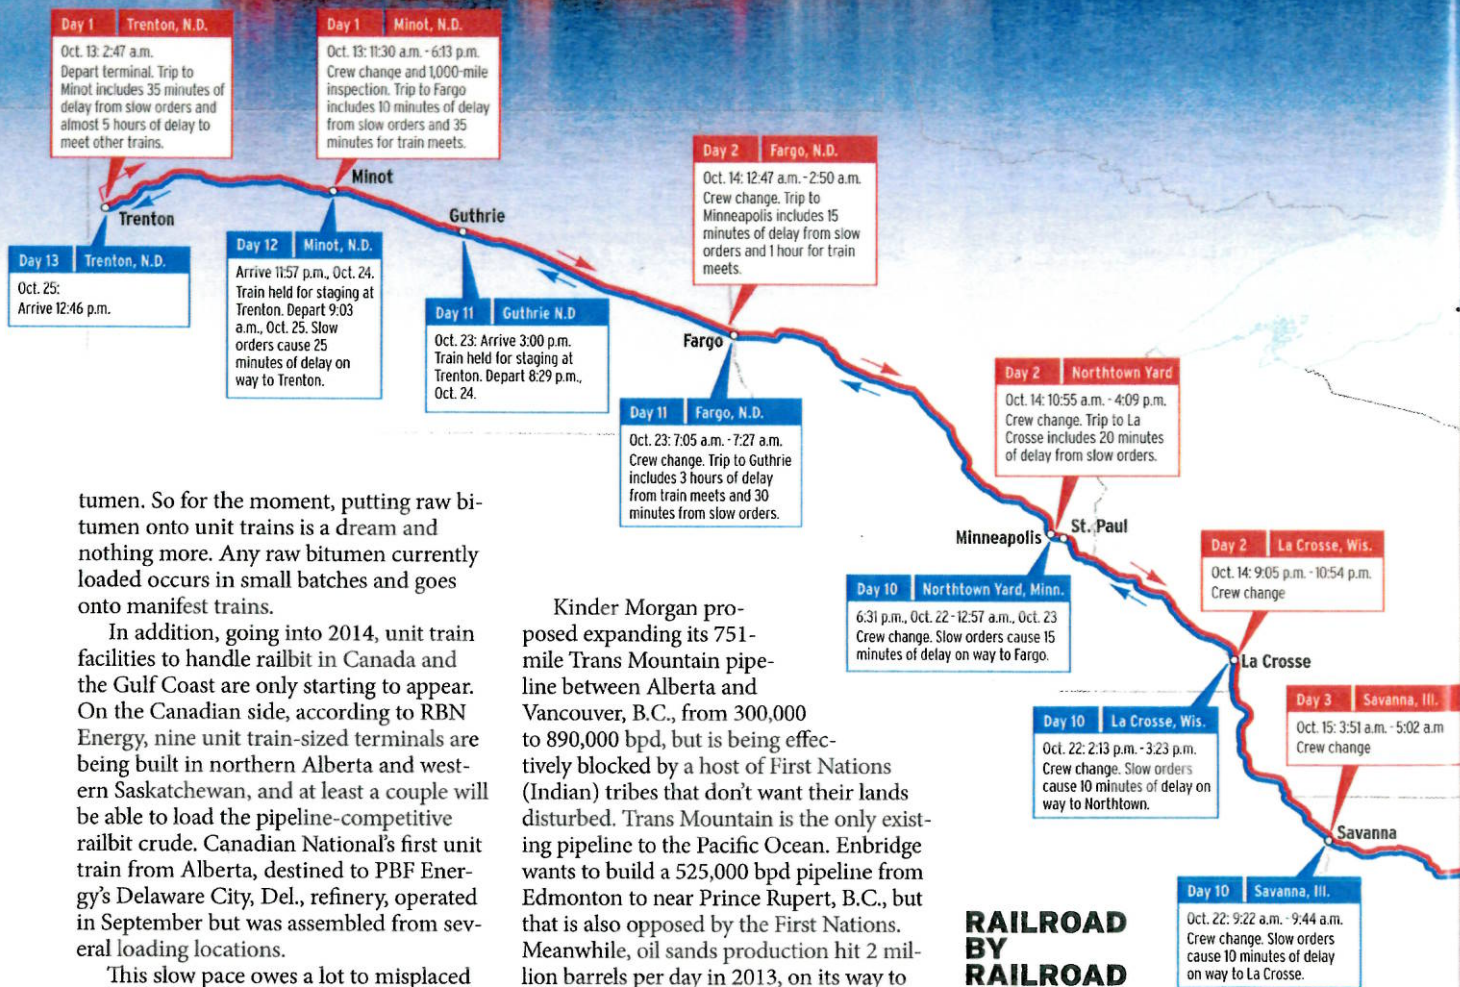 Day 1 Trenton, N.D.
Oct. 13: 2:47 a.m.
Depart terminal. Trip to
Minot includes 35 minutes of
delay from slow orders and
almost 5 hours of delay to
meet other trains.
Day 1 Minot, N.D.
Oct. 13: 11:30 a.m. - 6:13 p.m.
Crew change and 1,000-mile
inspection. Trip to Fargo
includes 10 minutes of delay
from slow orders and 35
minutes for train meets.
Day 2 Fargo, N.D.
Oct. 14: 12:47 a.m. - 2:50 a.m.
Crew change. Trip to
Minneapolis includes 15
minutes of delay from slow
orders and 1 hour for train
meets.
Minot
Trenton
Guthrie
Day 13 Trenton, N.D.
Oct. 25:
Arrive 12:46 p.m.
Day 12 Minot, N.D.
Arrive 11:57 p.m., Oct. 24.
Train held for staging at
Trenton. Depart 9:03
a.m., Oct. 25. Slow
orders cause 25
minutes of delay on
way to Trenton.
Day 11 Guthrie N.D
Oct. 23: Arrive 3:00 p.m.
Train held for staging at
Trenton. Depart 8:29 p.m.,
Oct. 24.
Fargo
Day 11 Fargo, N.D.
Oct. 23: 7:05 a.m. - 7:27 a.m.
Crew change. Trip to Guthrie
includes 3 hours of delay
from train meets and 30
minutes from slow orders.
Day 2 Northtown Yard
Oct. 14: 10:55 a.m. - 4:09 p.m.
Crew change. Trip to La
Crosse includes 20 minutes
of delay from slow orders.
Minneapolis
St. Paul
Day 10 Northtown Yard, Minn.
6:31 p.m., Oct. 22 - 12:57 a.m., Oct. 23
Crew change. Slow orders cause 15
minutes of delay on way to Fargo.
Day 2 La Crosse, Wis.
Oct. 14: 9:05 p.m. - 10:54 p.m.
Crew change
La Crosse
Day 10 La Crosse, Wis.
Oct. 22: 2:13 p.m. - 3:23 p.m.
Crew change. Slow orders
cause 10 minutes of delay on
way to Northtown.
Day 3 Savanna, Ill.
Oct. 15: 3:51 a.m. - 5:02 a.m
Crew change
Savanna
Day 10 Savanna, Ill.
Oct. 22: 9:22 a.m. - 9:44 a.m.
Crew change. Slow orders
cause 10 minutes of delay
on way to La Crosse.
tumen. So for the moment, putting raw bi-
tumen onto unit trains is a dream and
nothing more. Any raw bitumen currently
loaded occurs in small batches and goes
onto manifest trains.
In addition, going into 2014, unit train
facilities to handle railbit in Canada and
the Gulf Coast are only starting to appear.
On the Canadian side, according to RBN
Energy, nine unit train-sized terminals are
being built in northern Alberta and west-
ern Saskatchewan, and at least a couple will
be able to load the pipeline-competitive
railbit crude. Canadian National's first unit
train from Alberta, destined to PBF Ener-
gy's Delaware City, Del., refinery, operated
in September but was assembled from sev-
eral loading locations.
This slow pace owes a lot to misplaced
Kinder Morgan pro-
posed expanding its 751-
mile Trans Mountain pipe-
line between Alberta and
Vancouver, B.C., from 300,000
to 890,000 bpd, but is being effec-
tively blocked by a host of First Nations
(Indian) tribes that don't want their lands
disturbed. Trans Mountain is the only exist-
ing pipeline to the Pacific Ocean. Enbridge
wants to build a 525,000 bpd pipeline from
Edmonton to near Prince Rupert, B.C., but
that is also opposed by the First Nations.
Meanwhile, oil sands production hit 2 mil-
lion barrels per day in 2013, on its way to
RAILROAD
BY
RAILROAD